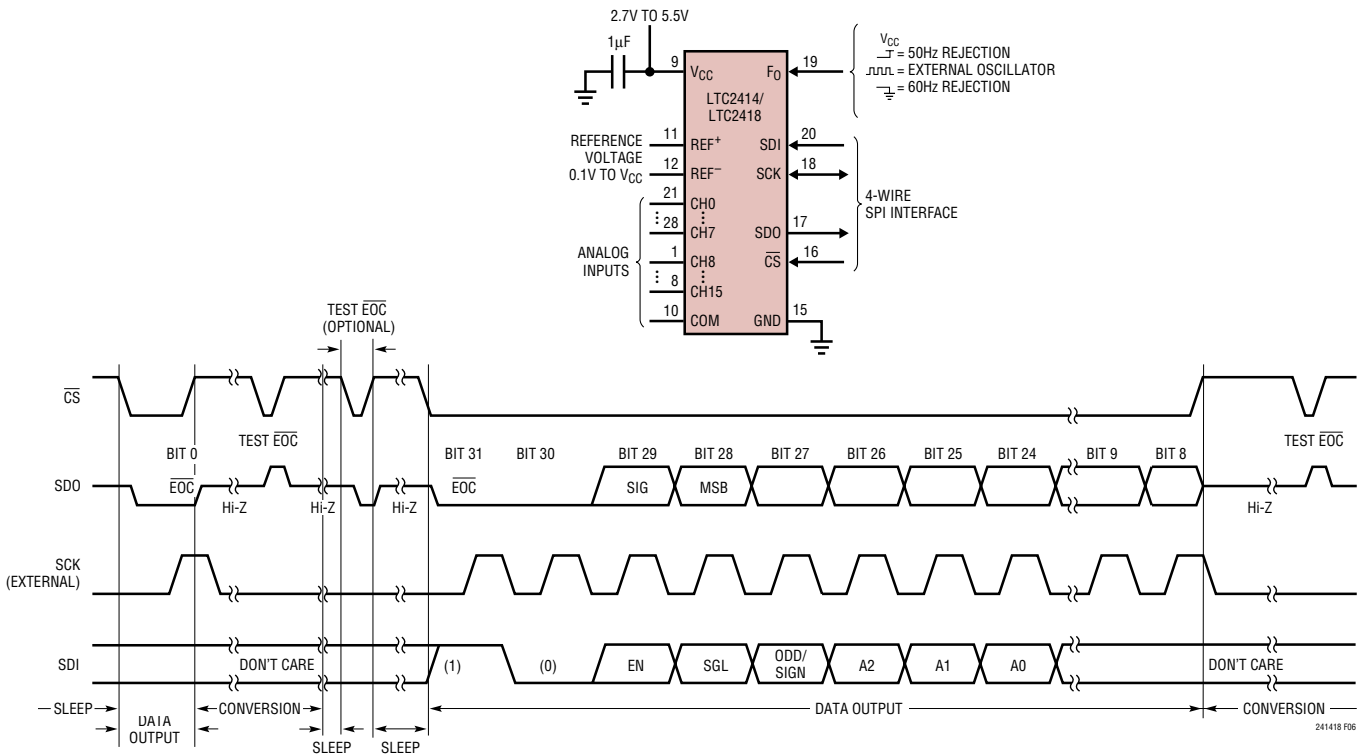 2.7V TO 5.5V
1µF
9
VCC
FO
19
VCC
= 50Hz REJECTION
= EXTERNAL OSCILLATOR
= 60Hz REJECTION
LTC2414/
LTC2418
REFERENCE
VOLTAGE
0.1V TO VCC
11
REF+
12
REF–
SDI
20
SCK
18
4-WIRE
SPI INTERFACE
ANALOG
INPUTS
21
CH0
28
CH7
SDO
17
1
CH8
CS
16
8
CH15
10
COM
GND
15
TEST EOC
(OPTIONAL)
CS
BIT 0
TEST EOC
BIT 31
BIT 30
BIT 29
BIT 28
BIT 27
BIT 26
BIT 25
BIT 24
BIT 9
BIT 8
TEST EOC
SDO
EOC
EOC
SIG
MSB
Hi-Z
Hi-Z
Hi-Z
Hi-Z
SCK
(EXTERNAL)
SDI
DON'T CARE
(1)
(0)
EN
SGL
ODD/
SIGN
A2
A1
A0
DON'T CARE
SLEEP
DATA
OUTPUT
CONVERSION
SLEEP
SLEEP
DATA OUTPUT
CONVERSION
241418 F06